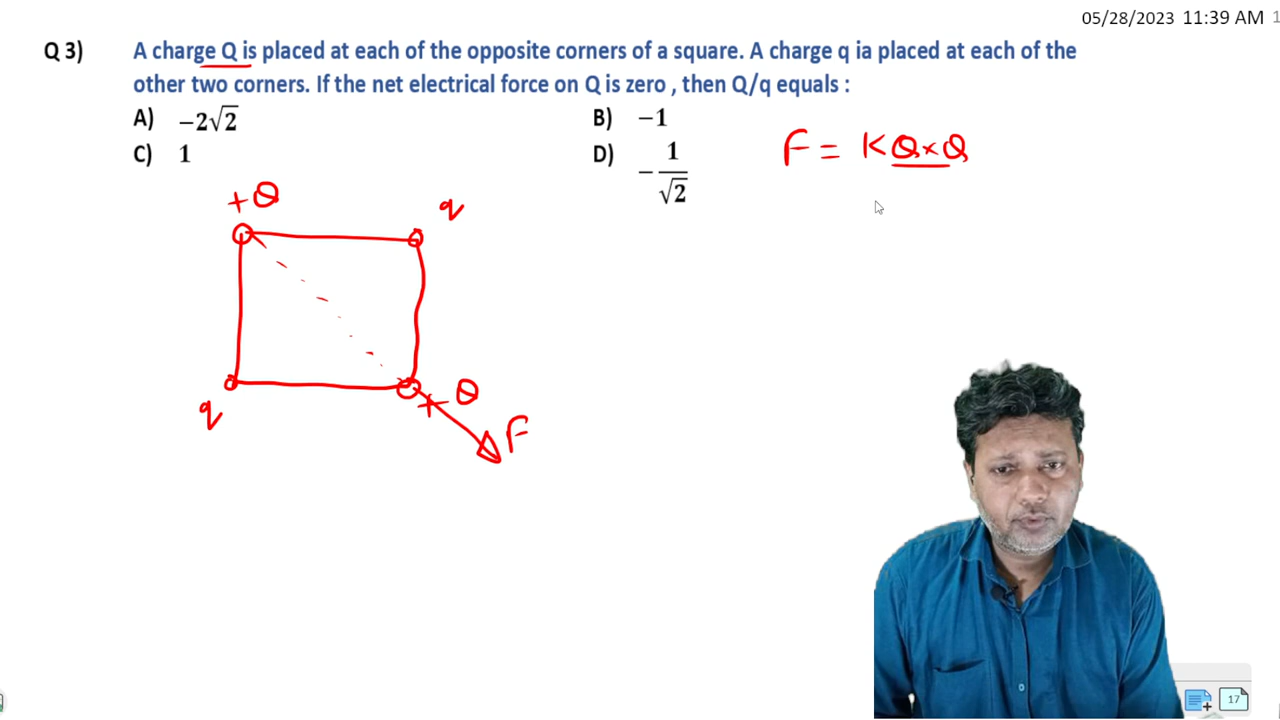 05/28/2023 11:39 AM 1
Q 3) A charge Q is placed at each of the opposite corners of a square. A charge q ia placed at each of the
other two corners. If the net electrical force on Q is zero , then Q/q equals :
A) −2√2 B) −1
C) 1 D) −1/√2
F = KQ×Q
+Q
q
q
+Q
F
17